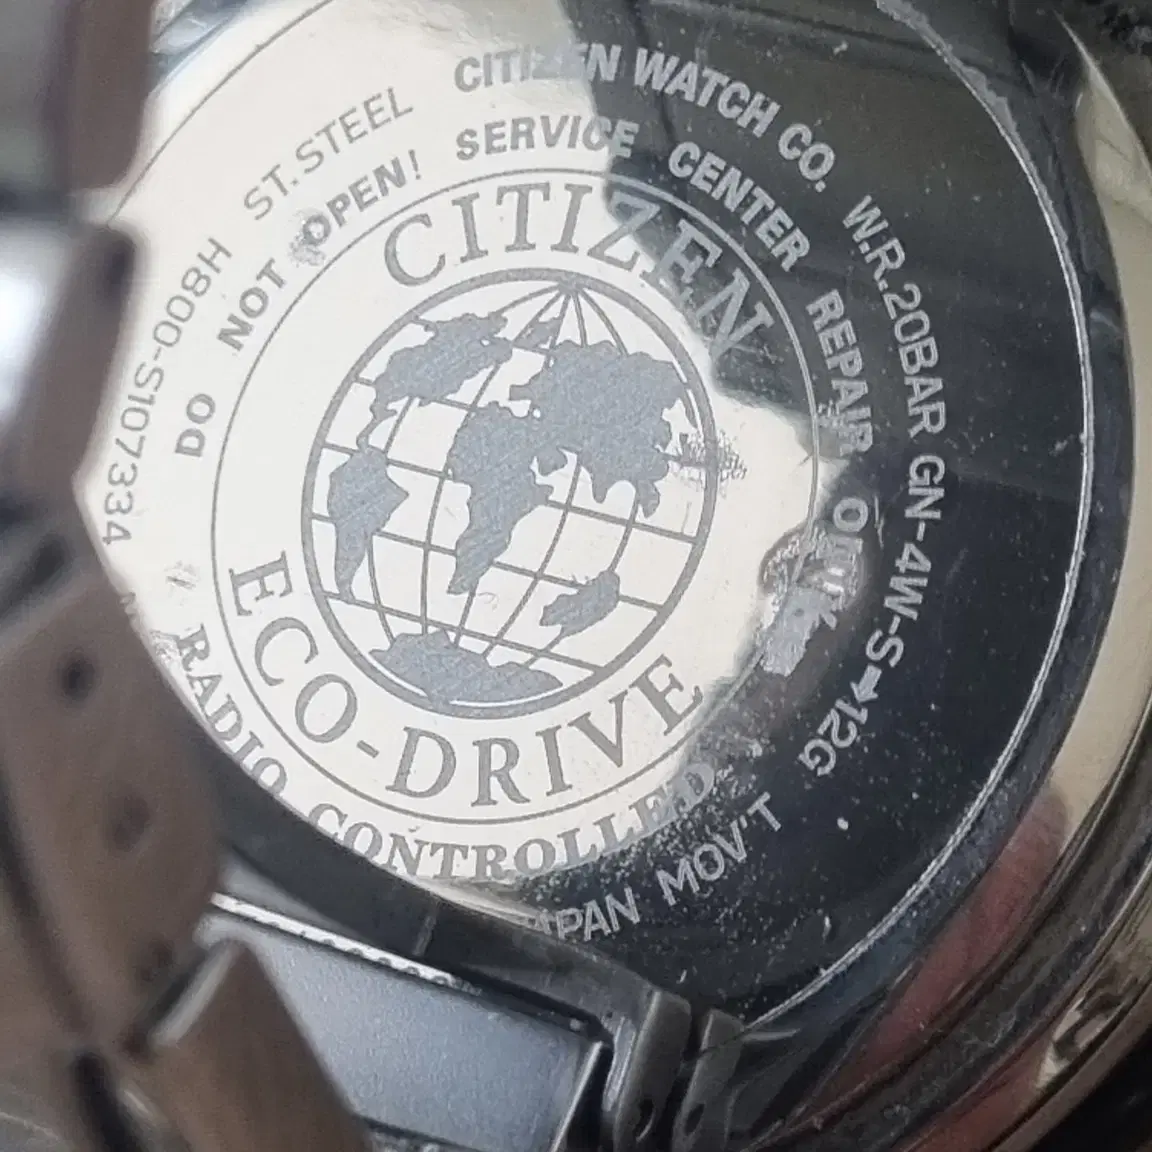 CITIZEN WATCH CO. W.R.20BAR GN-4W-S➡12G
JAPAN MOV'T
H800-S107334 ST.STEEL
DO NOT OPEN! SERVICE CENTER REPAIR ONLY
RADIO CONTROLLED
CITIZEN
ECO-DRIVE